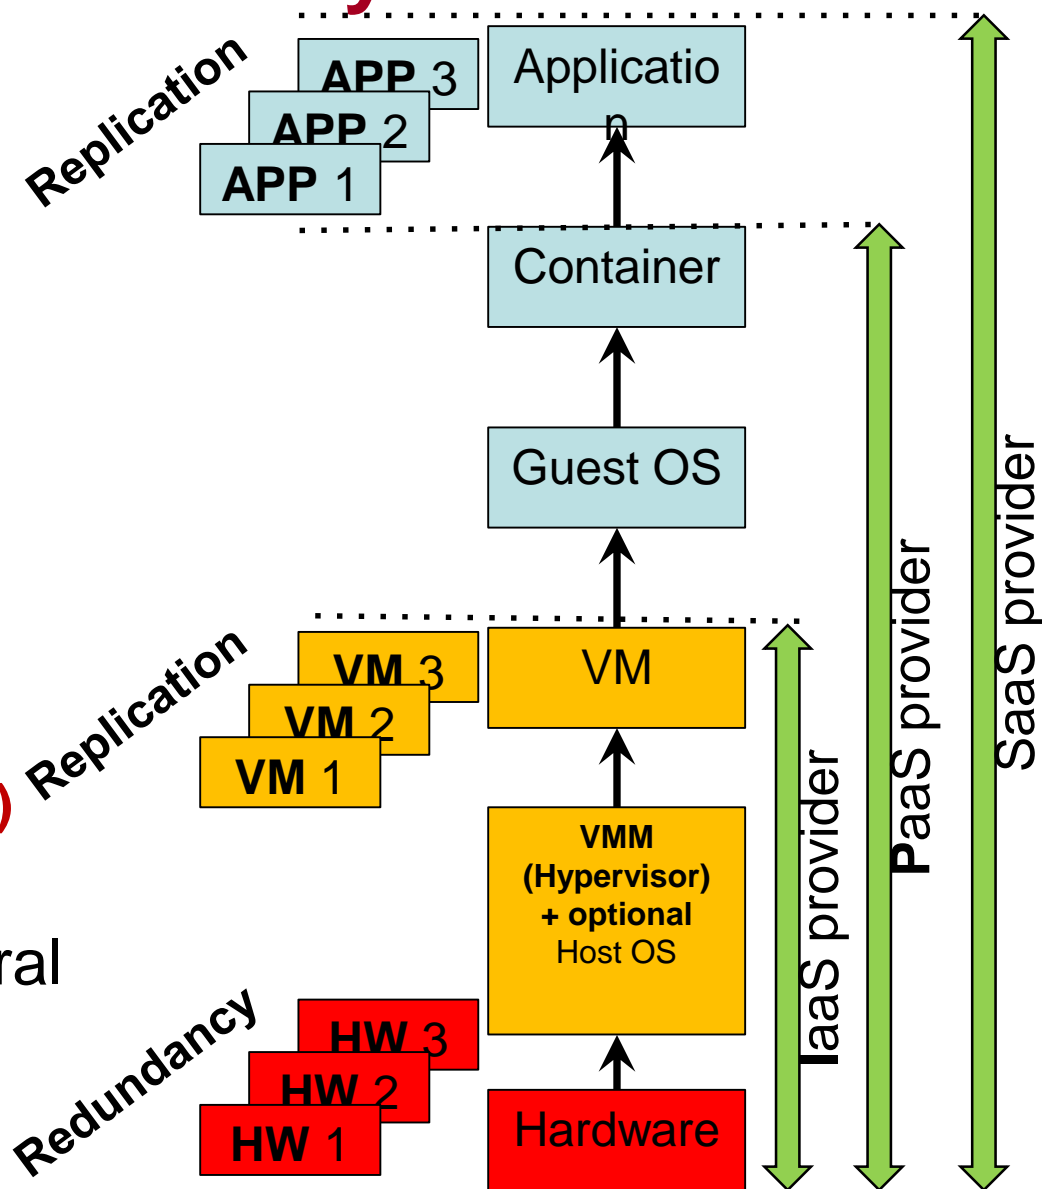 y
Replication
APP 3
APP 2
APP 1
Applicatio
n
Container
Guest OS
SaaS provider
PaaS provider
IaaS provider
Replication
VM 3
VM 2
VM 1
VM
)
VMM
(Hypervisor)
+ optional
Host OS
ral
Redundancy
HW 3
HW 2
HW 1
Hardware